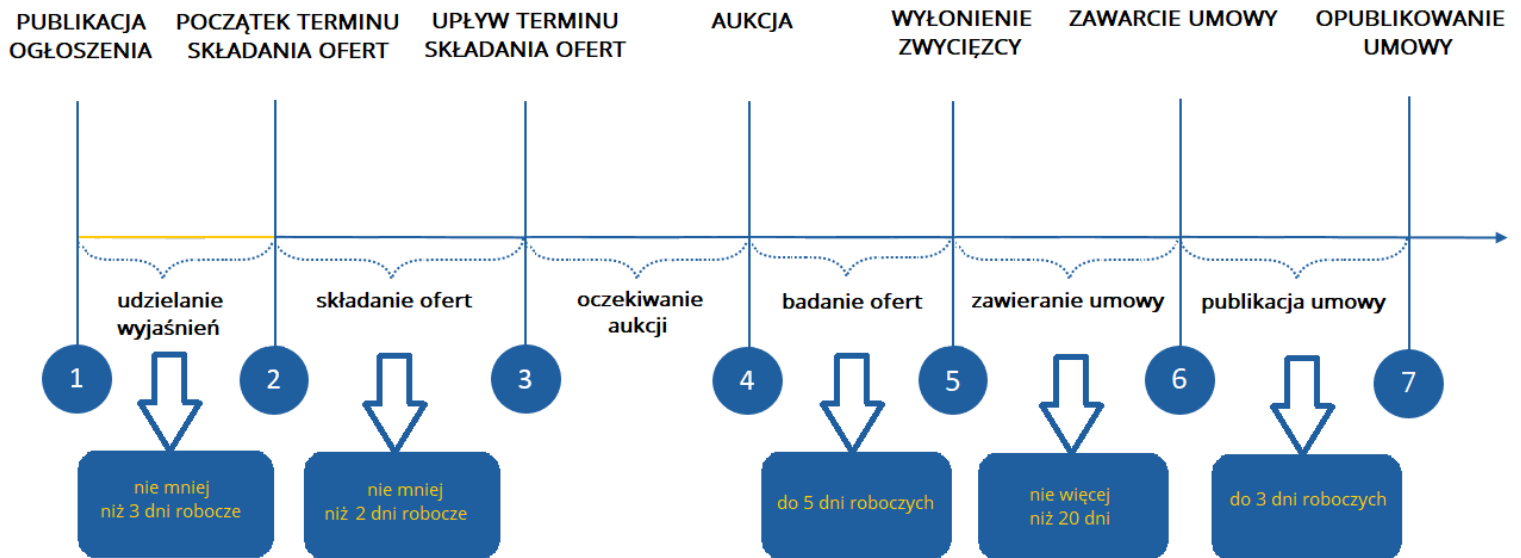 PUBLIKACJA
OGŁOSZENIA
POCZĄTEK TERMINU
SKŁADANIA OFERT
UPŁYW TERMINU
SKŁADANIA OFERT
AUKCJA
WYŁONIENIE
ZWYCIĘZCY
ZAWARCIE UMOWY
OPUBLIKOWANIE
UMOWY
udzielanie
wyjaśnień
składanie ofert
oczekiwanie
aukcji
badanie ofert
zawieranie umowy
publikacja umowy
1
2
3
4
5
6
7
nie mniej
niż 3 dni robocze
nie mniej
niż 2 dni robocze
do 5 dni roboczych
nie więcej
niż 20 dni
do 3 dni roboczych